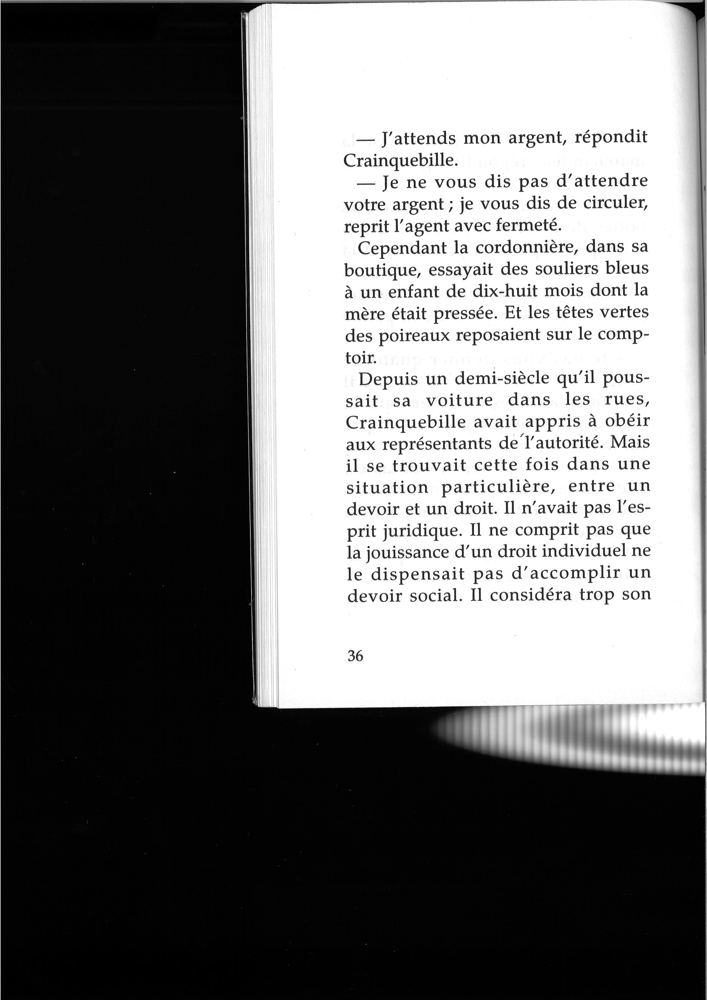 — J'attends mon argent, répondit
Crainquebille.
— Je ne vous dis pas d'attendre
votre argent ; je vous dis de circuler,
reprit l'agent avec fermeté.
Cependant la cordonnière, dans sa
boutique, essayait des souliers bleus
à un enfant de dix-huit mois dont la
mère était pressée. Et les têtes vertes
des poireaux reposaient sur le comp-
toir.
Depuis un demi-siècle qu'il pous-
sait sa voiture dans les rues,
Crainquebille avait appris à obéir
aux représentants de l'autorité. Mais
il se trouvait cette fois dans une
situation particulière, entre un
devoir et un droit. Il n'avait pas l'es-
prit juridique. Il ne comprit pas que
la jouissance d'un droit individuel ne
le dispensait pas d'accomplir un
devoir social. Il considéra trop son
36